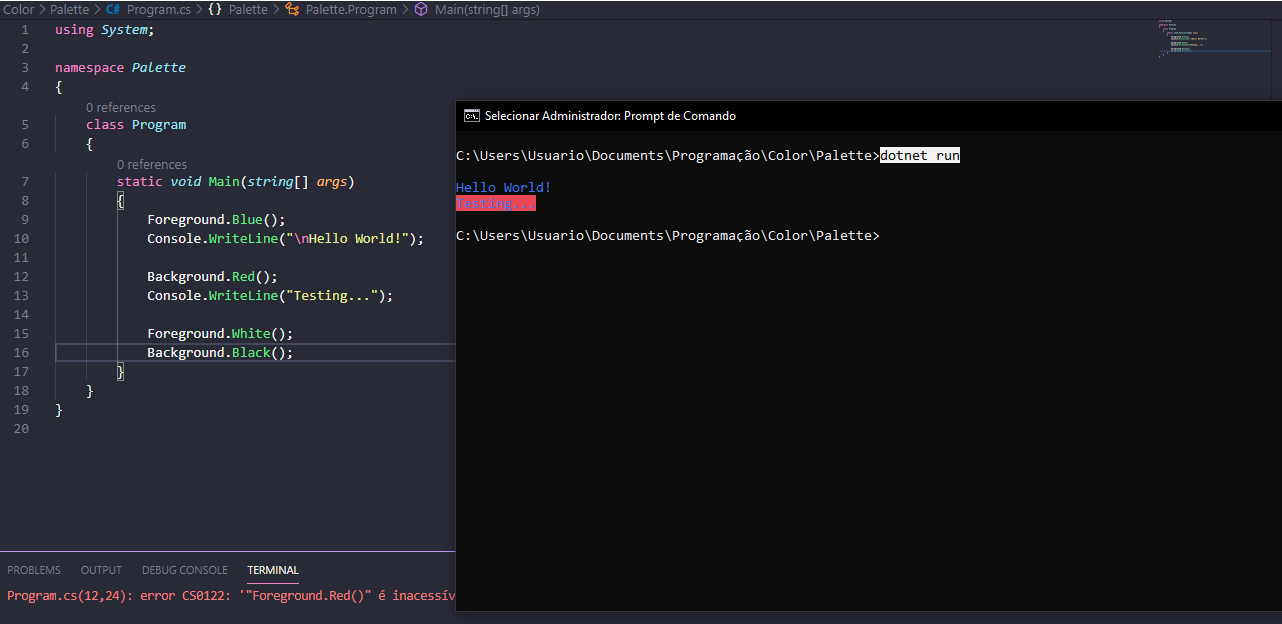 Color > Palette > C# Program.cs > {} Palette > Palette.Program > Main(string[] args)
1 using System;
2
3 namespace Palette
4 {
0 references
5 class Program
6 {
0 references
7 static void Main(string[] args)
8 {
9 Foreground.Blue();
10 Console.WriteLine("\nHello World!");
11
12 Background.Red();
13 Console.WriteLine("Testing...");
14
15 Foreground.White();
16 Background.Black();
17 }
18 }
19 }
20
Selecionar Administrador: Prompt de Comando
C:\Users\Usuario\Documents\Programação\Color\Palette>dotnet run
Hello World!
Testing...
C:\Users\Usuario\Documents\Programação\Color\Palette>
PROBLEMS OUTPUT DEBUG CONSOLE TERMINAL
Program.cs(12,24): error CS0122: '"Foreground.Red()" é inacessív